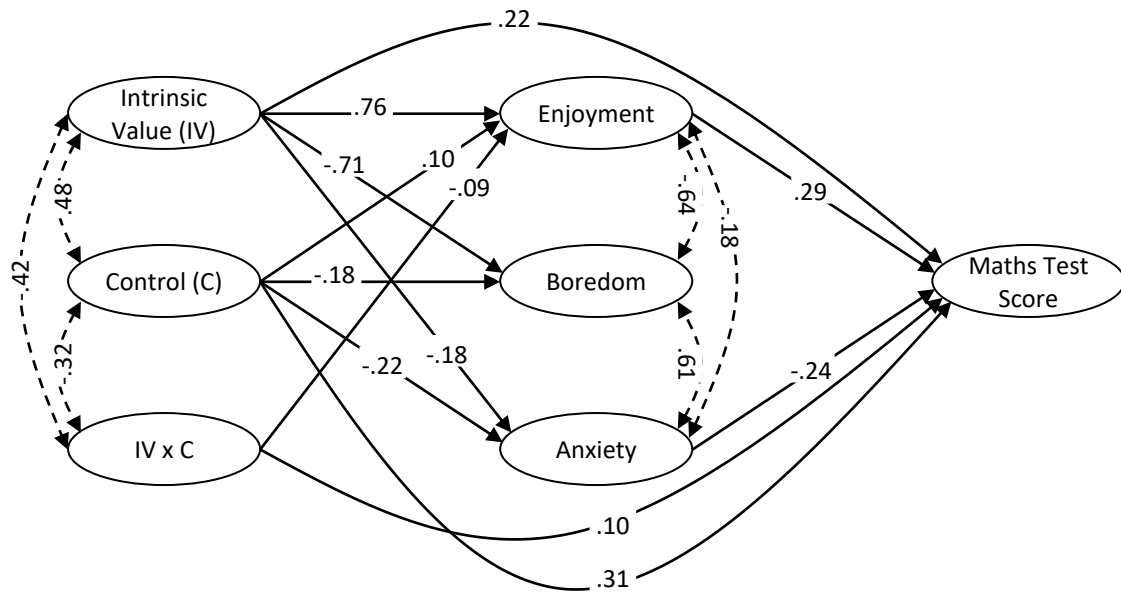 .22
Intrinsic
Value (IV)
.76
Enjoyment
.10
-.71
-.09
.48
-.64
.18
.29
-.42
Control (C)
-.18
Boredom
Maths Test
Score
-.32
-.22
-.18
.61
-.24
IV x C
Anxiety
.10
.31